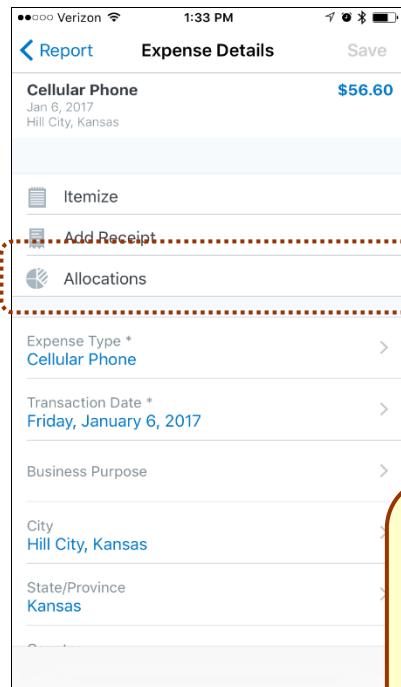 Verizon 1:33 PM
Report Expense Details Save
Cellular Phone $56.60
Jan 6, 2017
Hill City, Kansas
Itemize
Add Receipt
Allocations
Expense Type *
Cellular Phone
Transaction Date *
Friday, January 6, 2017
Business Purpose
City
Hill City, Kansas
State/Province
Kansas